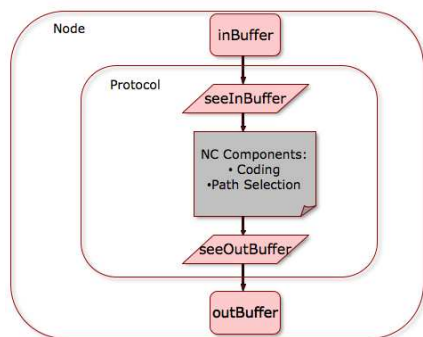 Node
inBuffer
Protocol
seeInBuffer
NC Components:
• Coding
•Path Selection
seeOutBuffer
outBuffer